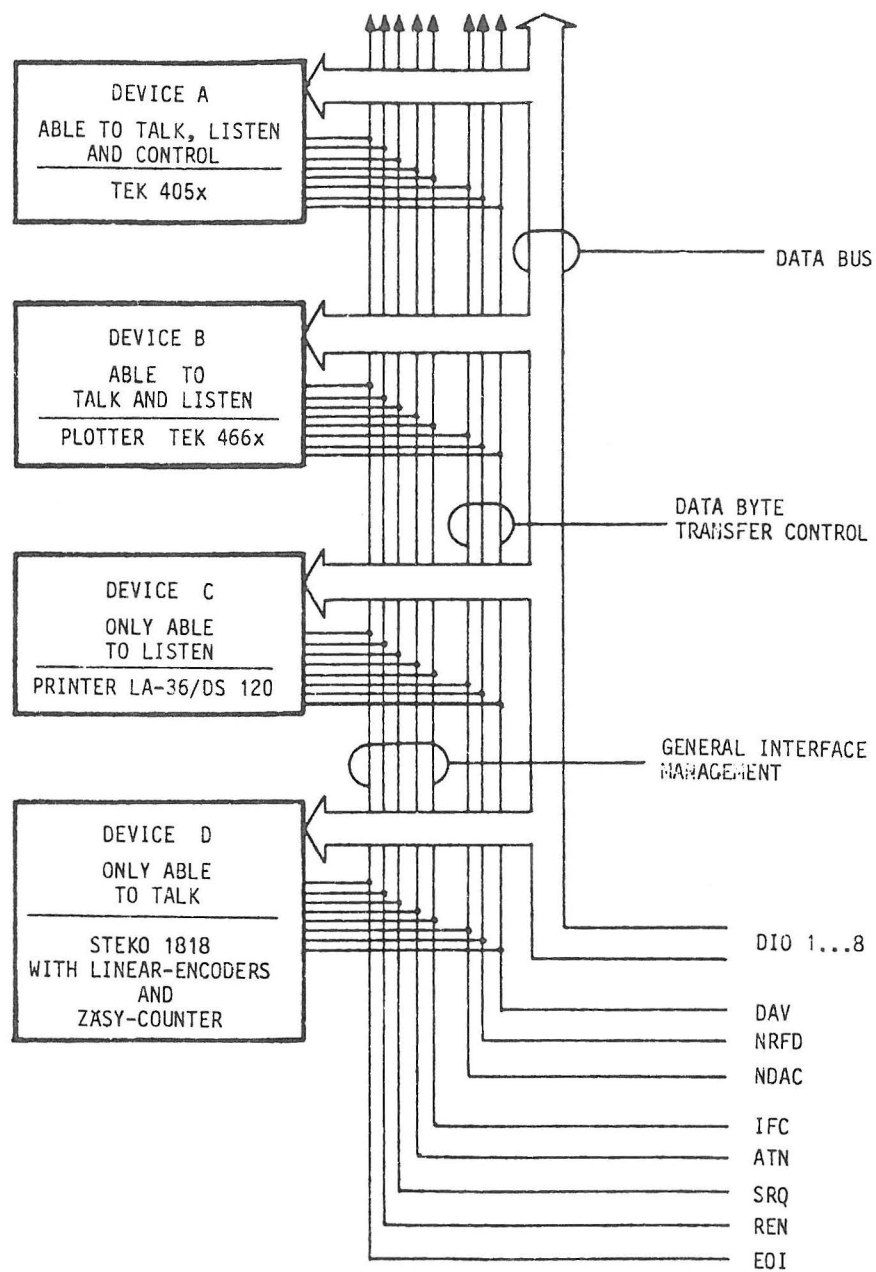 DEVICE A
ABLE TO TALK, LISTEN
AND CONTROL
TEK 405x
DATA BUS
DEVICE B
ABLE TO
TALK AND LISTEN
PLOTTER TEK 466x
DATA BYTE
TRANSFER CONTROL
DEVICE C
ONLY ABLE
TO LISTEN
PRINTER LA-36/DS 120
GENERAL INTERFACE
MANAGEMENT
DEVICE D
ONLY ABLE
TO TALK
STEKO 1818
WITH LINEAR-ENCODERS
AND
ZÄSY-COUNTER
DIO 1...8
DAV
NRFD
NDAC
IFC
ATN
SRQ
REN
EOI